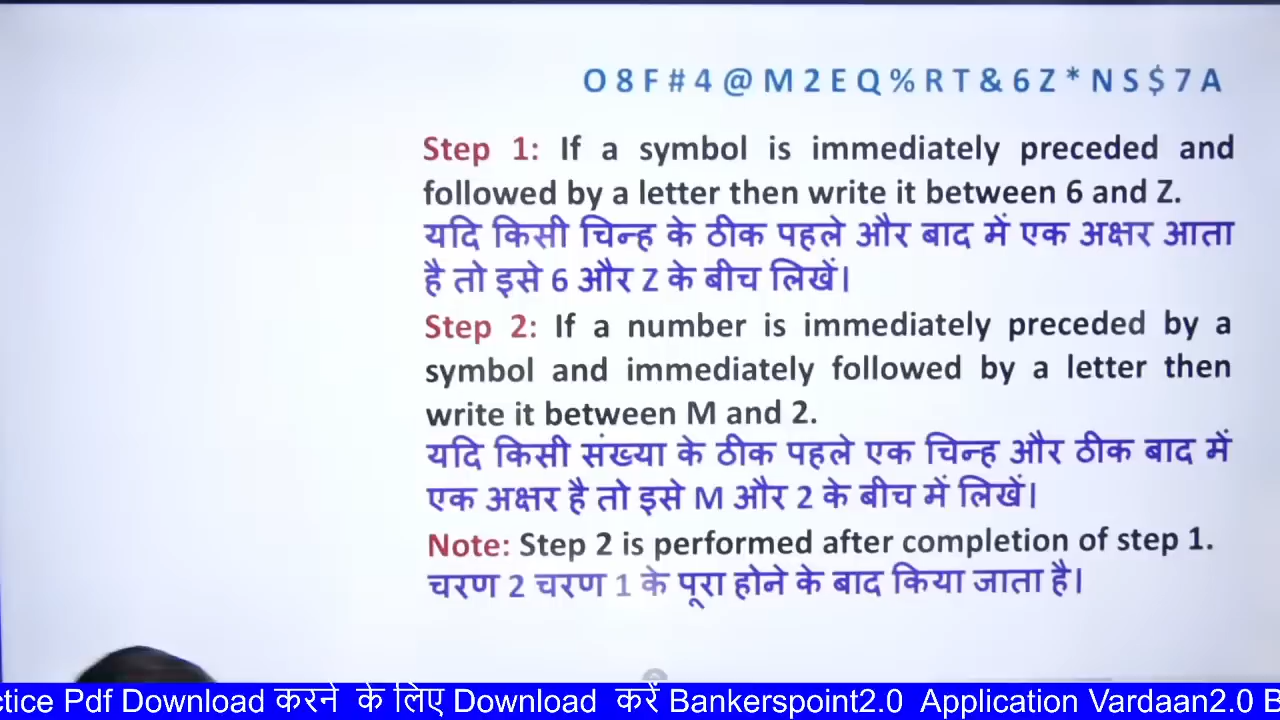 O 8 F # 4 @ M 2 E Q % R T & 6 Z * N S $ 7 A
Step 1: If a symbol is immediately preceded and
followed by a letter then write it between 6 and Z.
यदि किसी चिन्ह के ठीक पहले और बाद में एक अक्षर आता
है तो इसे 6 और Z के बीच लिखें।
Step 2: If a number is immediately preceded by a
symbol and immediately followed by a letter then
write it between M and 2.
यदि किसी संख्या के ठीक पहले एक चिन्ह और ठीक बाद में
एक अक्षर है तो इसे M और 2 के बीच में लिखें।
Note: Step 2 is performed after completion of step 1.
चरण 2 चरण 1 के पूरा होने के बाद किया जाता है।
Pdf Download करने के लिए Download करें Bankerspoint2.0 Application Vardaan2.0